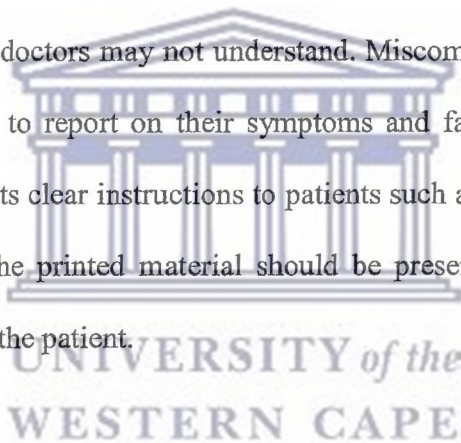 doctors may not understand. Miscom
to report on their symptoms and fa
ts clear instructions to patients such a
he printed material should be prese
the patient.
UNIVERSITY of the
WESTERN CAPE